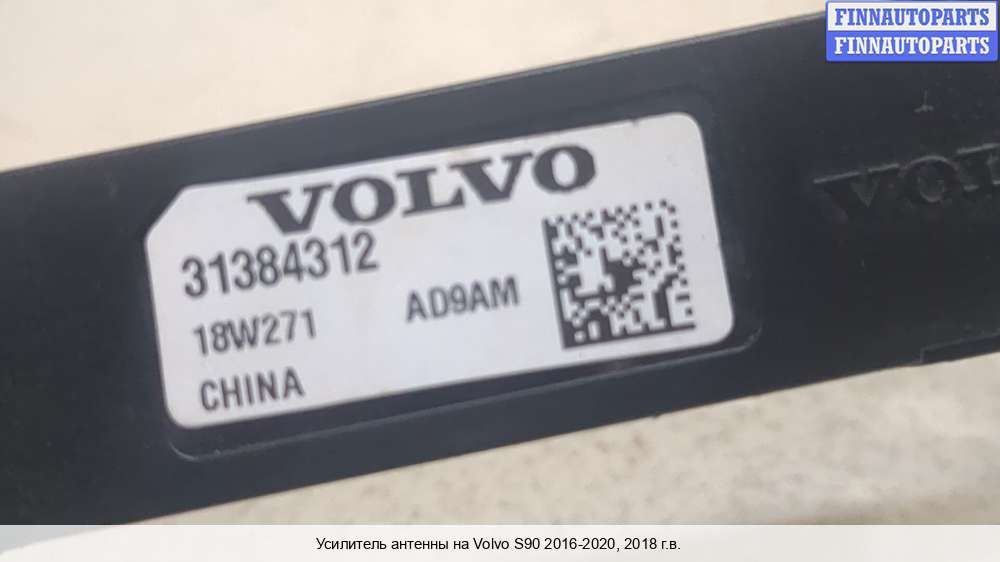 FINNAUTOPARTS
FINNAUTOPARTS
VOLVO
31384312
18W271 AD9AM
CHINA
Усилитель антенны на Volvo S90 2016-2020, 2018 г.в.